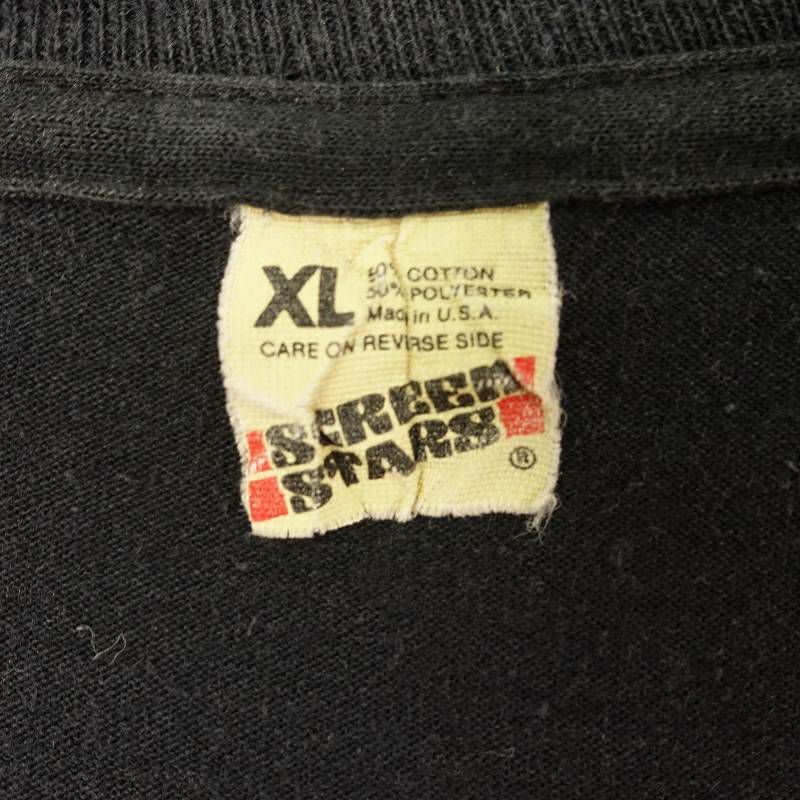 XL
50% COTTON
50% POLYESTER
Made in U.S.A.
CARE ON REVERSE SIDE
SCREEN
STARS
®